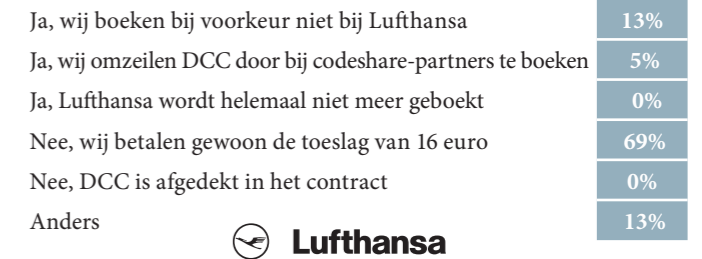 Ja, wij boeken bij voorkeur niet bij Lufthansa 13%
Ja, wij omzeilen DCC door bij codeshare-partners te boeken 5%
Ja, Lufthansa wordt helemaal niet meer geboekt 0%
Nee, wij betalen gewoon de toeslag van 16 euro 69%
Nee, DCC is afgedekt in het contract 0%
Anders 13%
Lufthansa